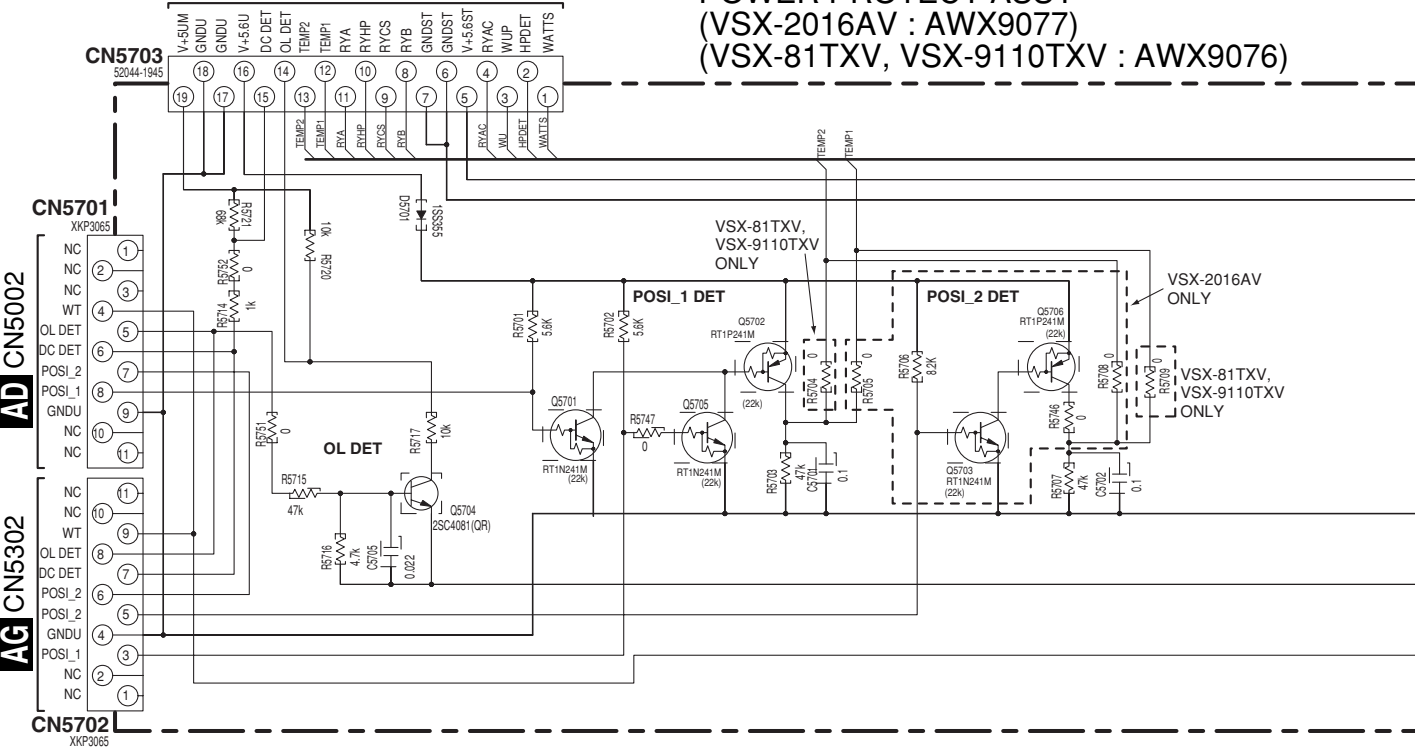 POWER PROTECT ASSY
(VSX-2016AV : AWX9077)
(VSX-81TXV, VSX-9110TXV : AWX9076)
V+5UM
GNDU
GNDU
V+5.6U
DC DET
OL DET
TEMP2
TEMP1
RYA
RYHP
RYCS
RYB
GNDST
GNDST
V+5.6ST
RYAC
WUP
HPDET
WATTS
CN5703
52044-1945
18 16 14 12 10 8 6 4 2
19 17 15 13 11 9 7 5 3 1
TEMP2
TEMP1
RYA
RYHP
RYCS
RYB
RYAC
WU
HPDET
WATTS
TEMP2
TEMP1
CN5701
XKP3065
AD CN5002
NC 1
NC 2
NC 3
WT 4
OL DET 5
DC DET 6
POSI_2 7
POSI_1 8
GNDU 9
NC 10
NC 11
R5721
68k
R5752
0
R5714
1k
10k
R5720
D5701
1SS355
VSX-81TXV,
VSX-9110TXV
ONLY
POSI_1 DET
POSI_2 DET
VSX-2016AV
ONLY
R5701
5.6K
R5702
5.6K
Q5702
RT1P241M
(22k)
R5704
0
R5705
0
R5706
8.2K
Q5706
RT1P241M
(22k)
R5708
0
R5709
0
VSX-81TXV,
VSX-9110TXV
ONLY
R5751
0
OL DET
R5717
10k
Q5701
RT1N241M
(22k)
R5747
0
Q5705
RT1N241M
(22k)
R5703
47k
C5701
0.1
Q5703
RT1N241M
(22k)
R5746
0
R5707
47k
C5702
0.1
R5715
47k
Q5704
2SC4081(QR)
R5716
4.7k
C5705
0.022
AG CN5302
NC 11
NC 10
WT 9
OL DET 8
DC DET 7
POSI_2 6
POSI_2 5
GNDU 4
POSI_1 3
NC 2
NC 1
CN5702
XKP3065